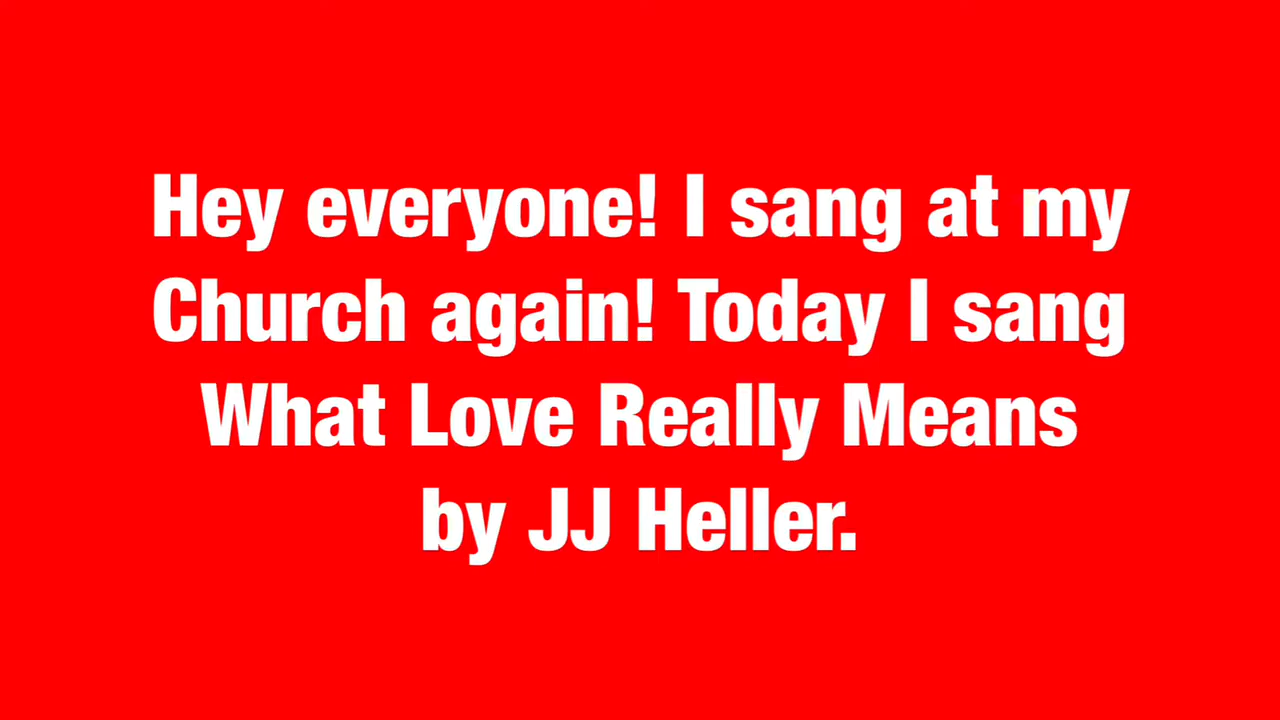 Hey everyone! I sang at my
Church again! Today I sang
What Love Really Means
by JJ Heller.